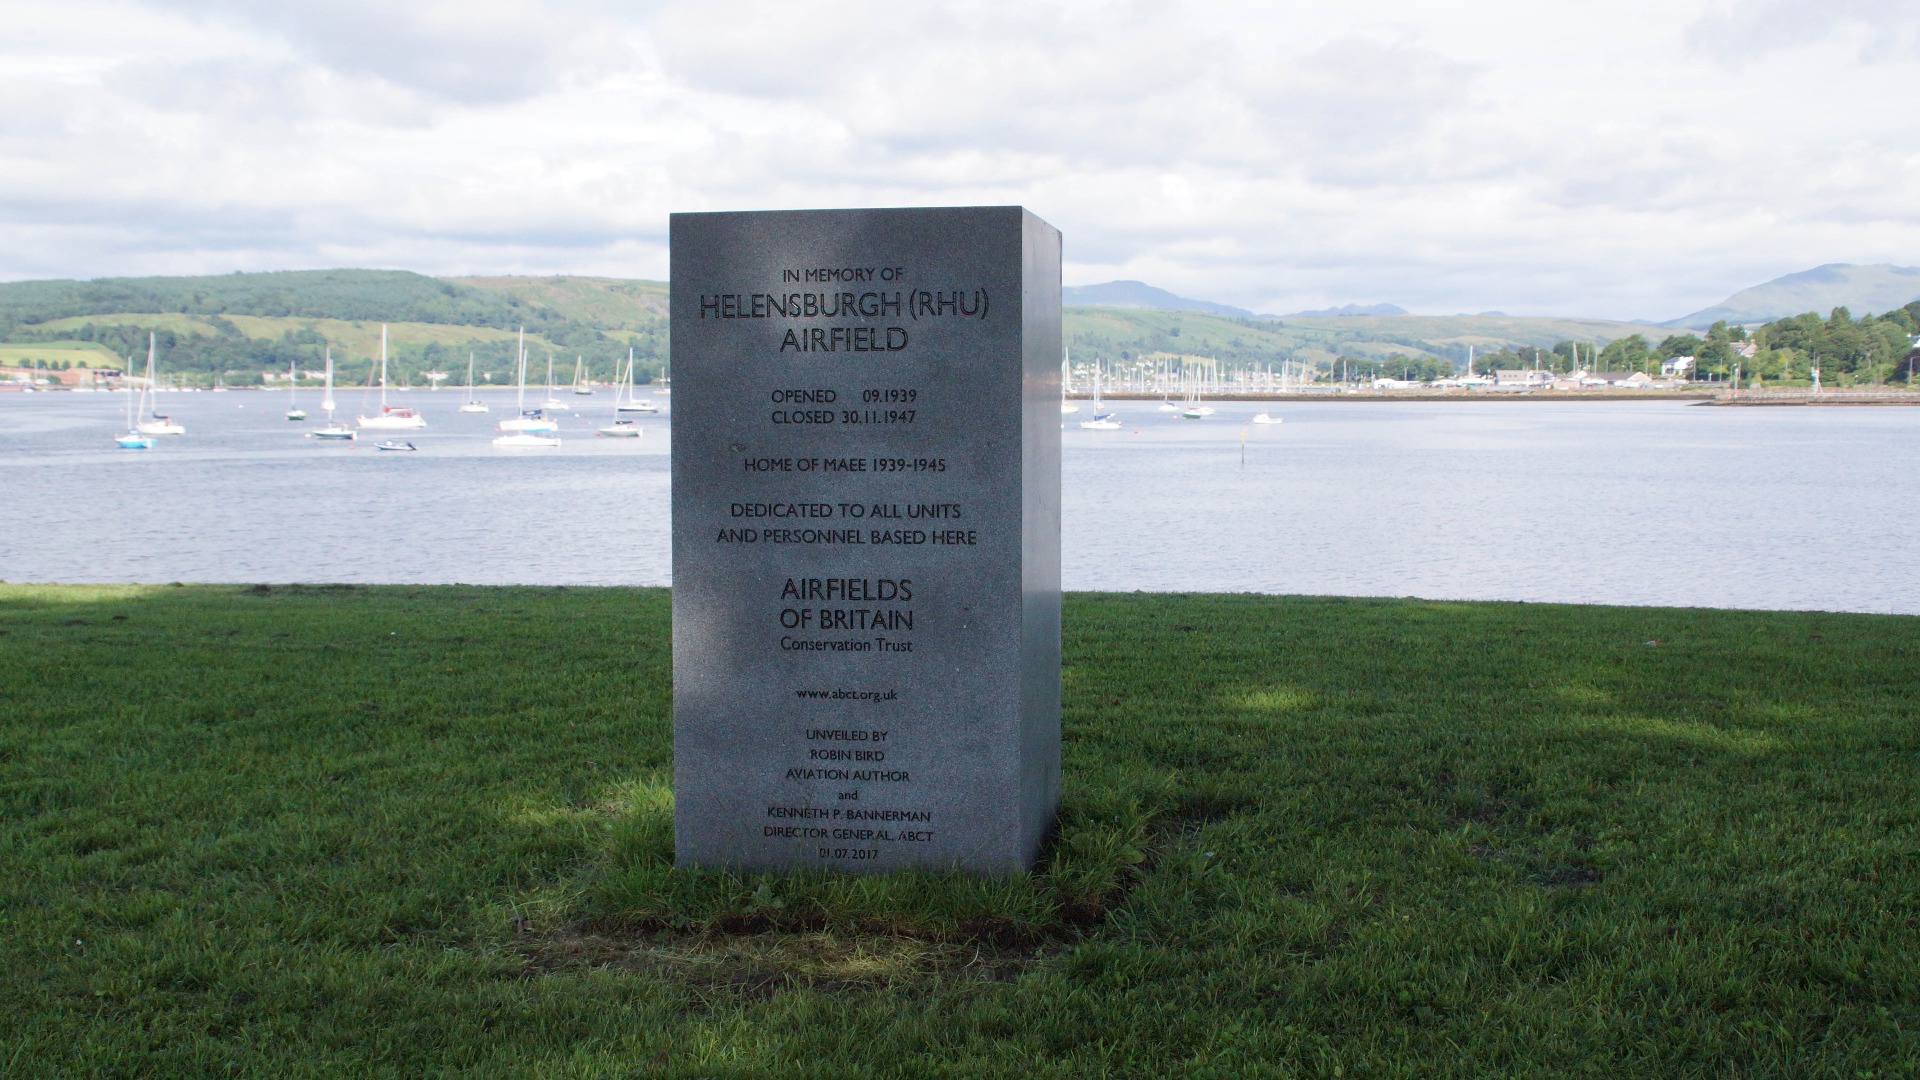 IN MEMORY OF
HELENSBURGH (RHU)
AIRFIELD
OPENED 09.1939
CLOSED 30.11.1947
HOME OF MAEE 1939-1945
DEDICATED TO ALL UNITS
AND PERSONNEL BASED HERE
AIRFIELDS
OF BRITAIN
Conservation Trust
www.abct.org.uk
UNVEILED BY
ROBIN BIRD
AVIATION AUTHOR
and
KENNETH P. BANNERMAN
DIRECTOR GENERAL, ABCT
01.07.2017